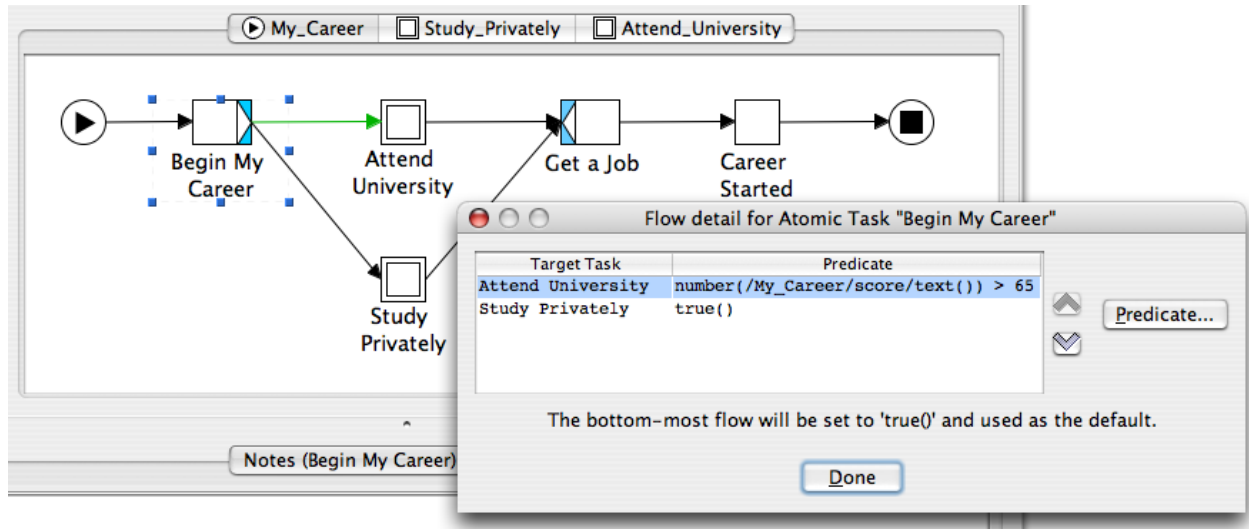 My_Career Study_Privately Attend_University
Begin My
Career
Attend
University
Get a Job
Career
Started
Study
Privately
Flow detail for Atomic Task "Begin My Career"
Target Task Predicate
Attend University number(/My_Career/score/text()) > 65
Study Privately true()
Predicate...
The bottom-most flow will be set to 'true()' and used as the default.
Done
Notes (Begin My Career)